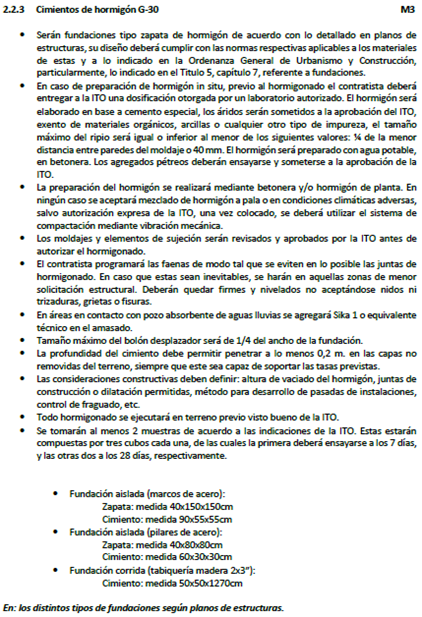 2.2.3 Cimientos de hormigón G-30 M3
• Serán fundaciones tipo zapata de hormigón de acuerdo con lo detallado en planos de
estructuras, su diseño deberá cumplir con las normas respectivas aplicables a los materiales
de estas y a lo indicado en la Ordenanza General de Urbanismo y Construcción,
particularmente, lo indicado en el Titulo 5, capítulo 7, referente a fundaciones.
• En caso de preparación de hormigón in situ, previo al hormigonado el contratista deberá
entregar a la ITO una dosificación otorgada por un laboratorio autorizado. El hormigón será
elaborado en base a cemento especial, los áridos serán sometidos a la aprobación del ITO,
exento de materiales orgánicos, arcillas o cualquier otro tipo de impureza, el tamaño
máximo del ripio será igual o inferior al menor de los siguientes valores: ¼ de la menor
distancia entre paredes del moldaje o 40 mm. El hormigón será preparado con agua potable,
en betonera. Los agregados pétreos deberán ensayarse y someterse a la aprobación de la
ITO.
• La preparación del hormigón se realizará mediante betonera y/o hormigón de planta. En
ningún caso se aceptará mezclado de hormigón a pala o en condiciones climáticas adversas,
salvo autorización expresa de la ITO, una vez colocado, se deberá utilizar el sistema de
compactación mediante vibración mecánica.
• Los moldajes y elementos de sujeción serán revisados y aprobados por la ITO antes de
autorizar el hormigonado.
• El contratista programará las faenas de modo tal que se eviten en lo posible las juntas de
hormigonado. En caso que estas sean inevitables, se harán en aquellas zonas de menor
solicitación estructural. Deberán quedar firmes y nivelados no aceptándose nidos ni
trizaduras, grietas o fisuras.
• En áreas en contacto con pozo absorbente de aguas lluvias se agregará Sika 1 o equivalente
técnico en el amasado.
• Tamaño máximo del bolón desplazador será de 1/4 del ancho de la fundación.
• La profundidad del cimiento debe permitir penetrar a lo menos 0,2 m. en las capas no
removidas del terreno, siempre que este sea capaz de soportar las tasas previstas.
• Las consideraciones constructivas deben definir: altura de vaciado del hormigón, juntas de
construcción o dilatación permitidas, método para desarrollo de pasadas de instalaciones,
control de fraguado, etc.
• Todo hormigonado se ejecutará en terreno previo visto bueno de la ITO.
• Se tomarán al menos 2 muestras de acuerdo a las indicaciones de la ITO. Estas estarán
compuestas por tres cubos cada una, de las cuales la primera deberá ensayarse a los 7 días,
y las otras dos a los 28 días, respectivamente.
• Fundación aislada (marcos de acero):
Zapata: medida 40x150x150cm
Cimiento: medida 90x55x55cm
• Fundación aislada (pilares de acero):
Zapata: medida 40x80x80cm
Cimiento: medida 60x30x30cm
• Fundación corrida (tabiquería madera 2x3"):
Cimiento: medida 50x50x1270cm
En: los distintos tipos de fundaciones según planos de estructuras.